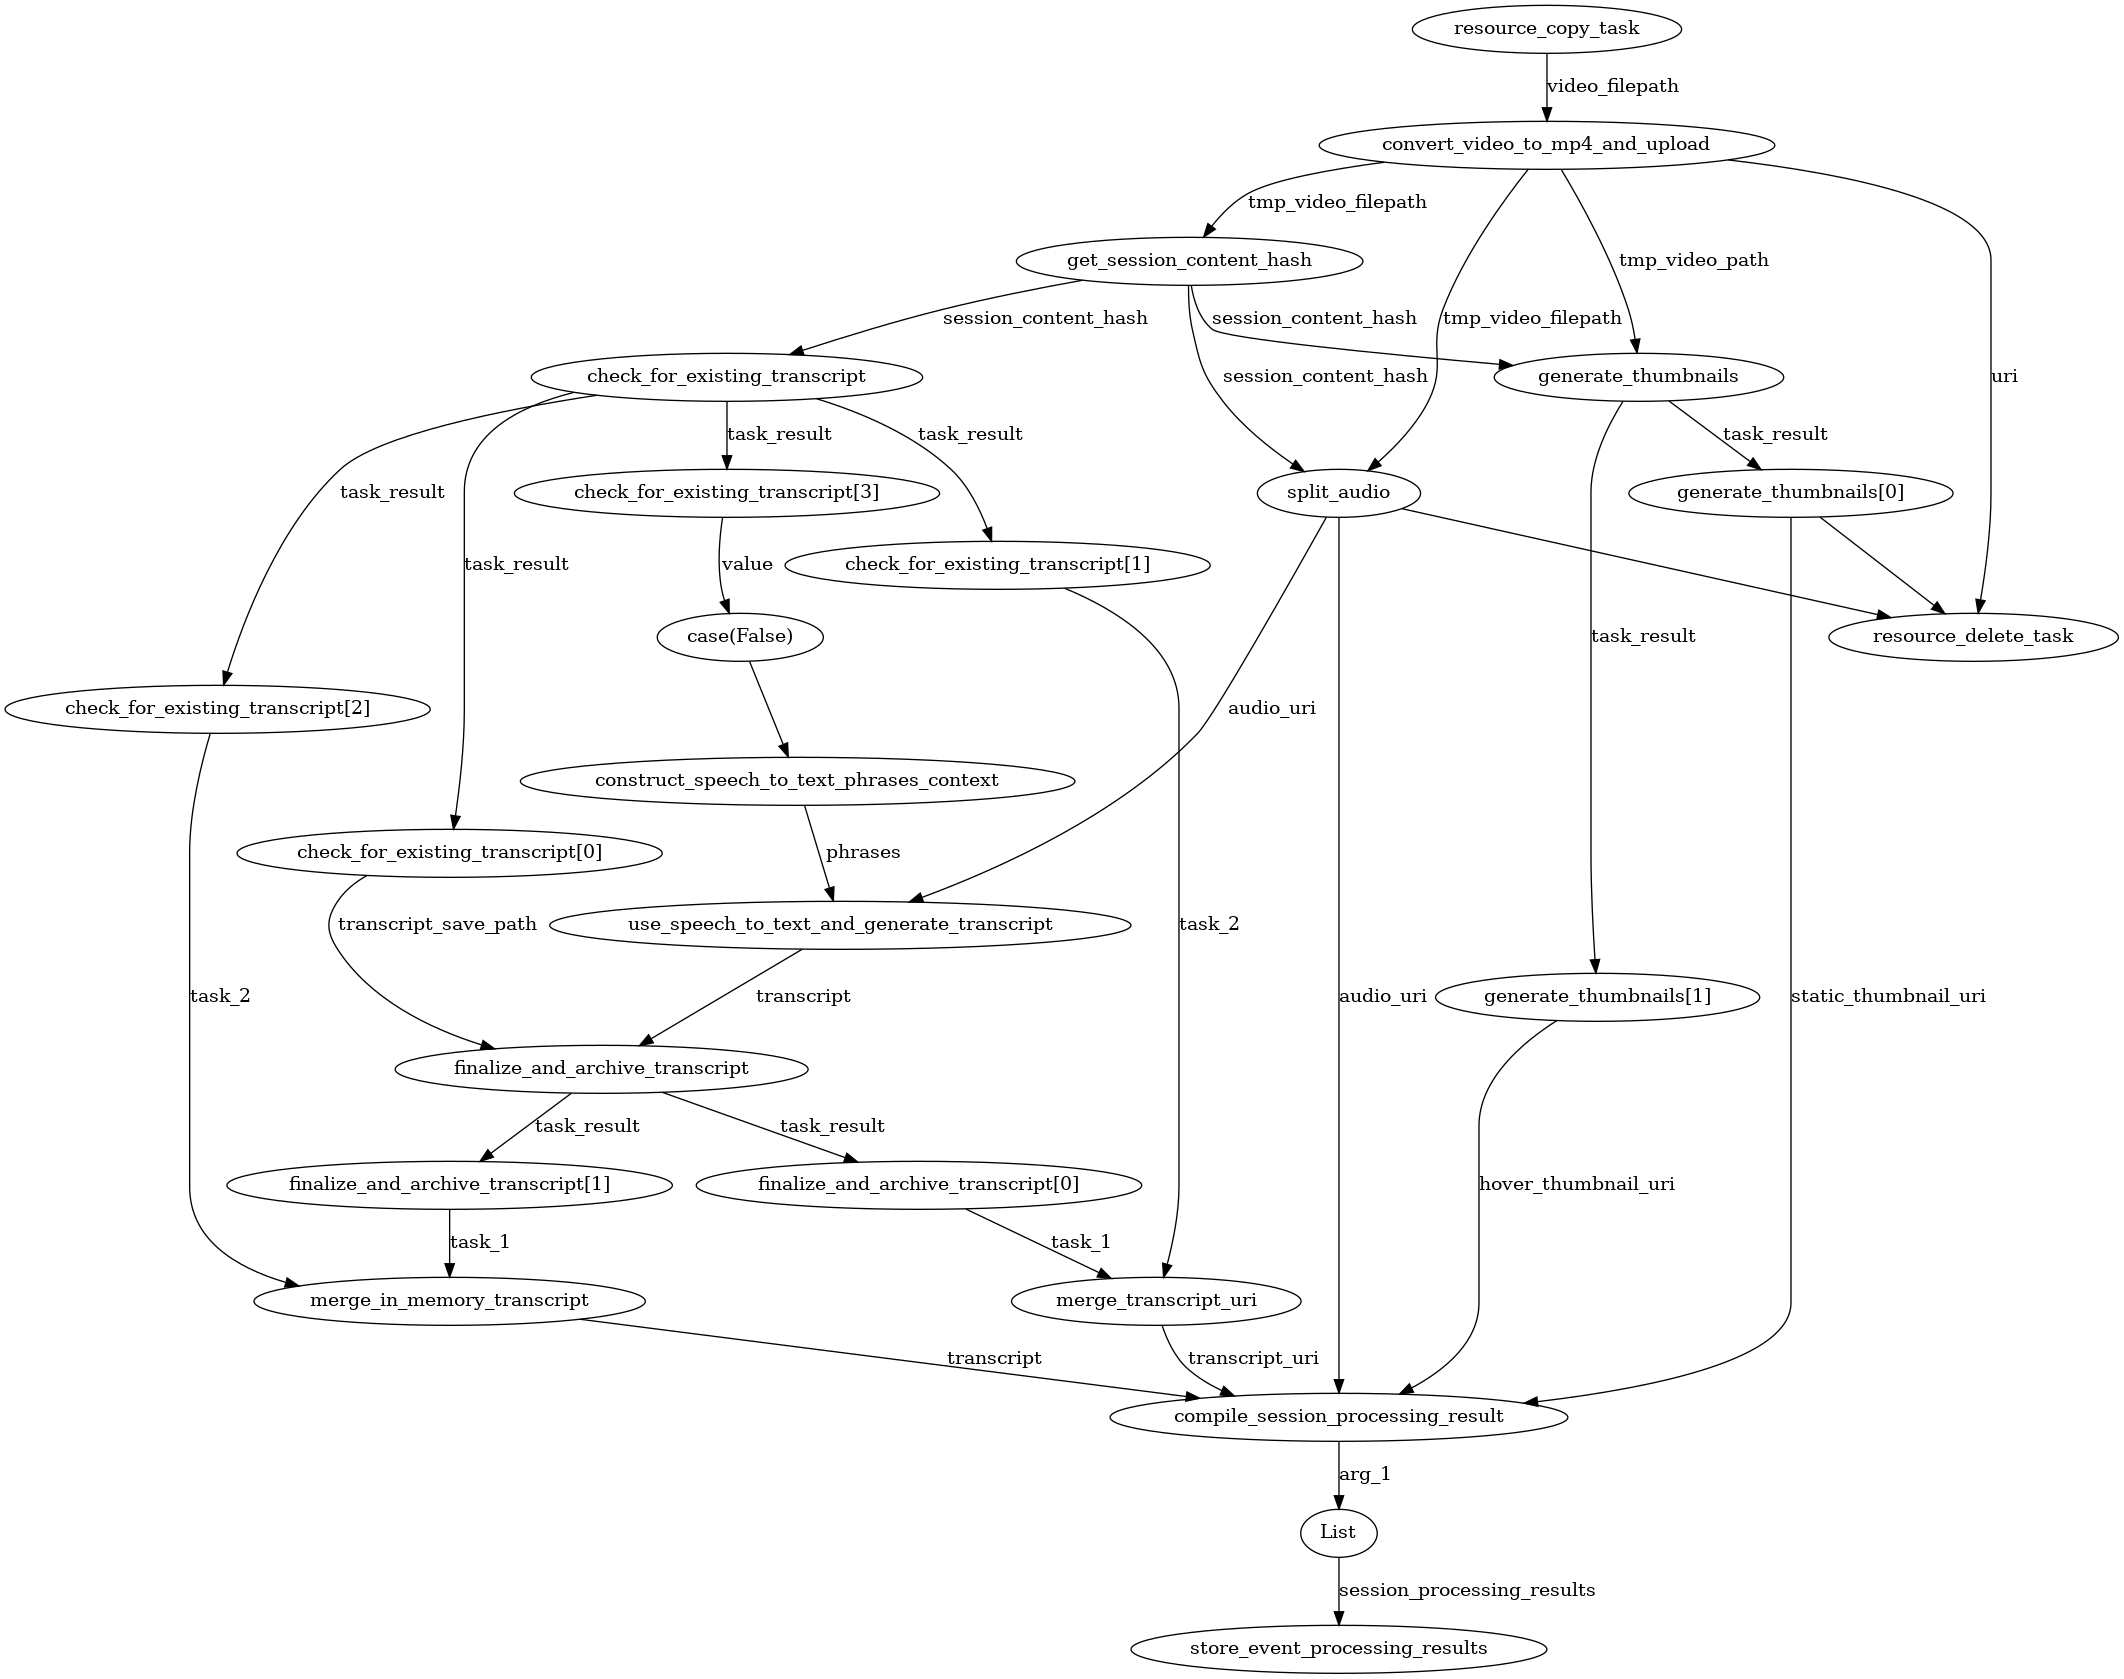 resource_copy_task
video_filepath
convert_video_to_mp4_and_upload
tmp_video_filepath
get_session_content_hash
tmp_video_path
session_content_hash
session_content_hash
tmp_video_filepath
check_for_existing_transcript
session_content_hash
generate_thumbnails
uri
task_result
task_result
task_result
task_result
check_for_existing_transcript[3]
split_audio
generate_thumbnails[0]
task_result
value
check_for_existing_transcript[1]
case(False)
task_result
resource_delete_task
check_for_existing_transcript[2]
audio_uri
construct_speech_to_text_phrases_context
check_for_existing_transcript[0]
phrases
transcript_save_path
use_speech_to_text_and_generate_transcript
task_2
task_2
transcript
audio_uri
generate_thumbnails[1]
static_thumbnail_uri
finalize_and_archive_transcript
task_result
task_result
finalize_and_archive_transcript[1]
finalize_and_archive_transcript[0]
hover_thumbnail_uri
task_1
task_1
merge_in_memory_transcript
merge_transcript_uri
transcript
transcript_uri
compile_session_processing_result
arg_1
List
session_processing_results
store_event_processing_results